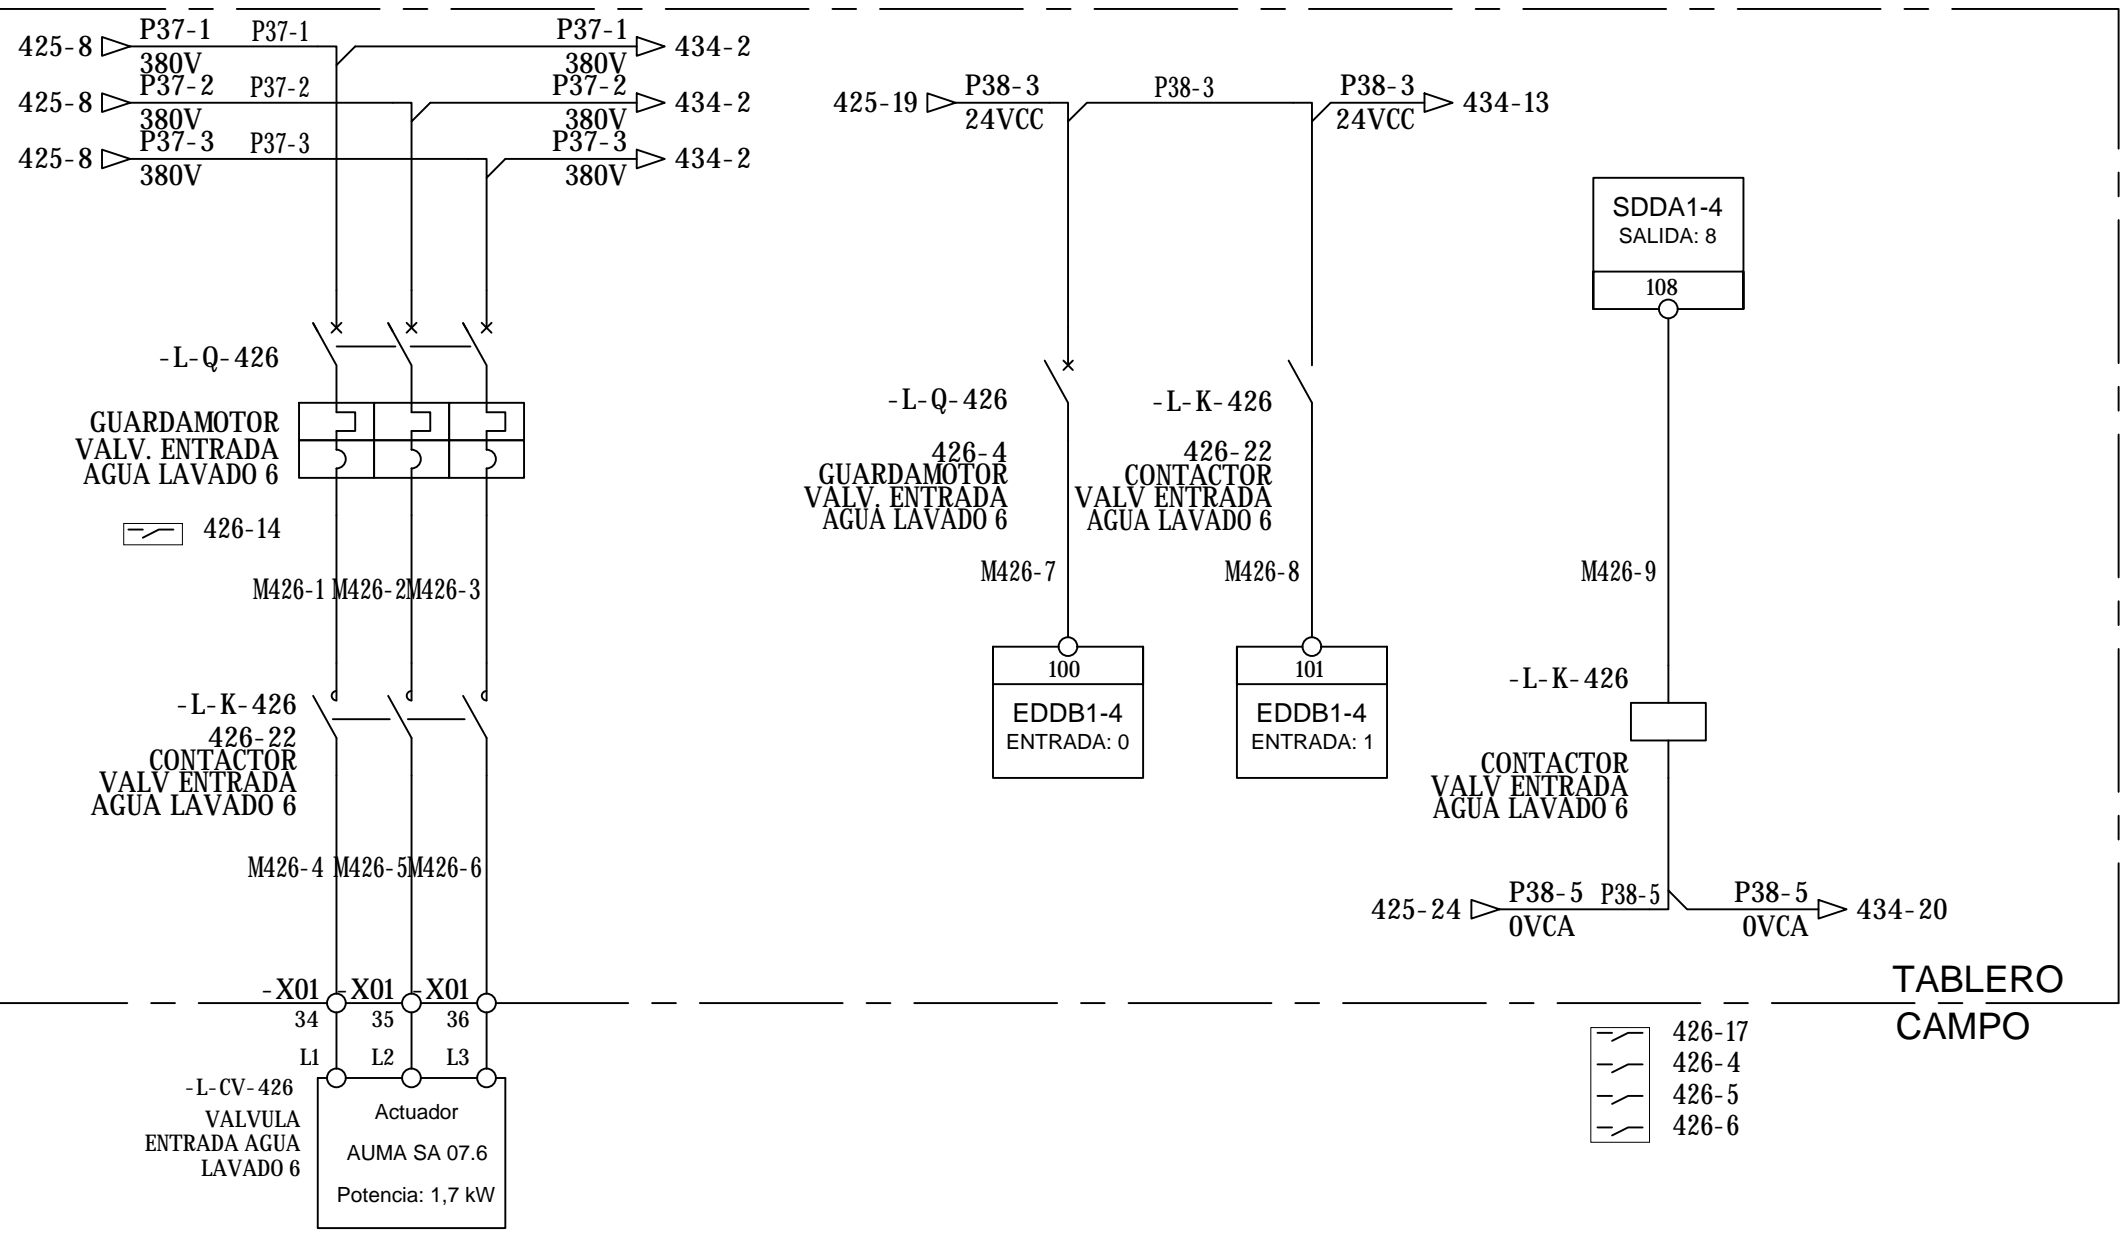 425-8 P37-1 P37-1 P37-1 434-2
380V 380V
425-8 P37-2 P37-2 P37-2 434-2
380V 380V
425-8 P37-3 P37-3 P37-3 434-2
380V 380V
425-19 P38-3 P38-3 P38-3 434-13
24VCC 24VCC
SDDA1-4
SALIDA: 8
108
-L-Q-426
GUARDAMOTOR
VALV. ENTRADA
AGUA LAVADO 6
426-14
M426-1 M426-2 M426-3
-L-K-426
426-22
CONTACTOR
VALV ENTRADA
AGUA LAVADO 6
M426-4 M426-5 M426-6
-X01 -X01 -X01
34 35 36
L1 L2 L3
-L-CV-426
VALVULA
ENTRADA AGUA
LAVADO 6
Actuador
AUMA SA 07.6
Potencia: 1,7 kW
-L-Q-426
426-4
GUARDAMOTOR
VALV. ENTRADA
AGUA LAVADO 6
M426-7
100
EDDB1-4
ENTRADA: 0
-L-K-426
426-22
CONTACTOR
VALV ENTRADA
AGUA LAVADO 6
M426-8
101
EDDB1-4
ENTRADA: 1
M426-9
-L-K-426
CONTACTOR
VALV ENTRADA
AGUA LAVADO 6
425-24 P38-5 P38-5 P38-5 434-20
0VCA 0VCA
TABLERO
CAMPO
426-17
426-4
426-5
426-6